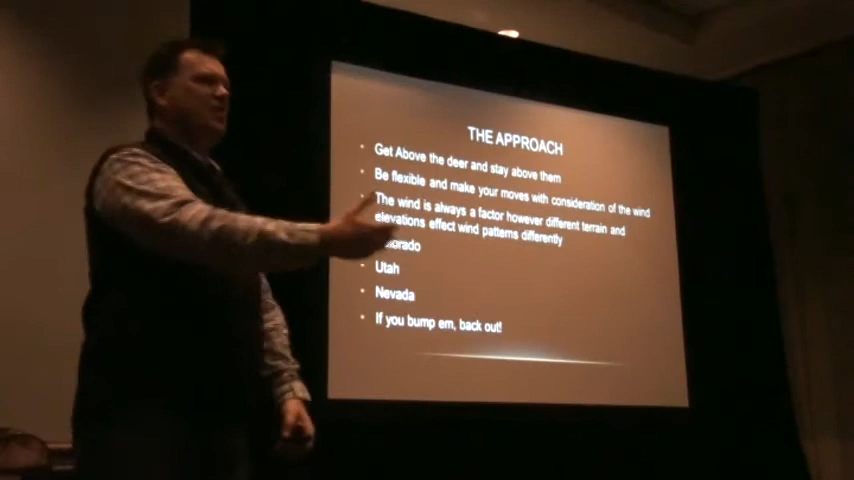 THE APPROACH
• Get Above the deer and stay above them
• Be flexible and make your moves with consideration of the wind
The wind is always a factor however different terrain and
elevations effect wind patterns differently
orado
• Utah
• Nevada
• If you bump em, back out!